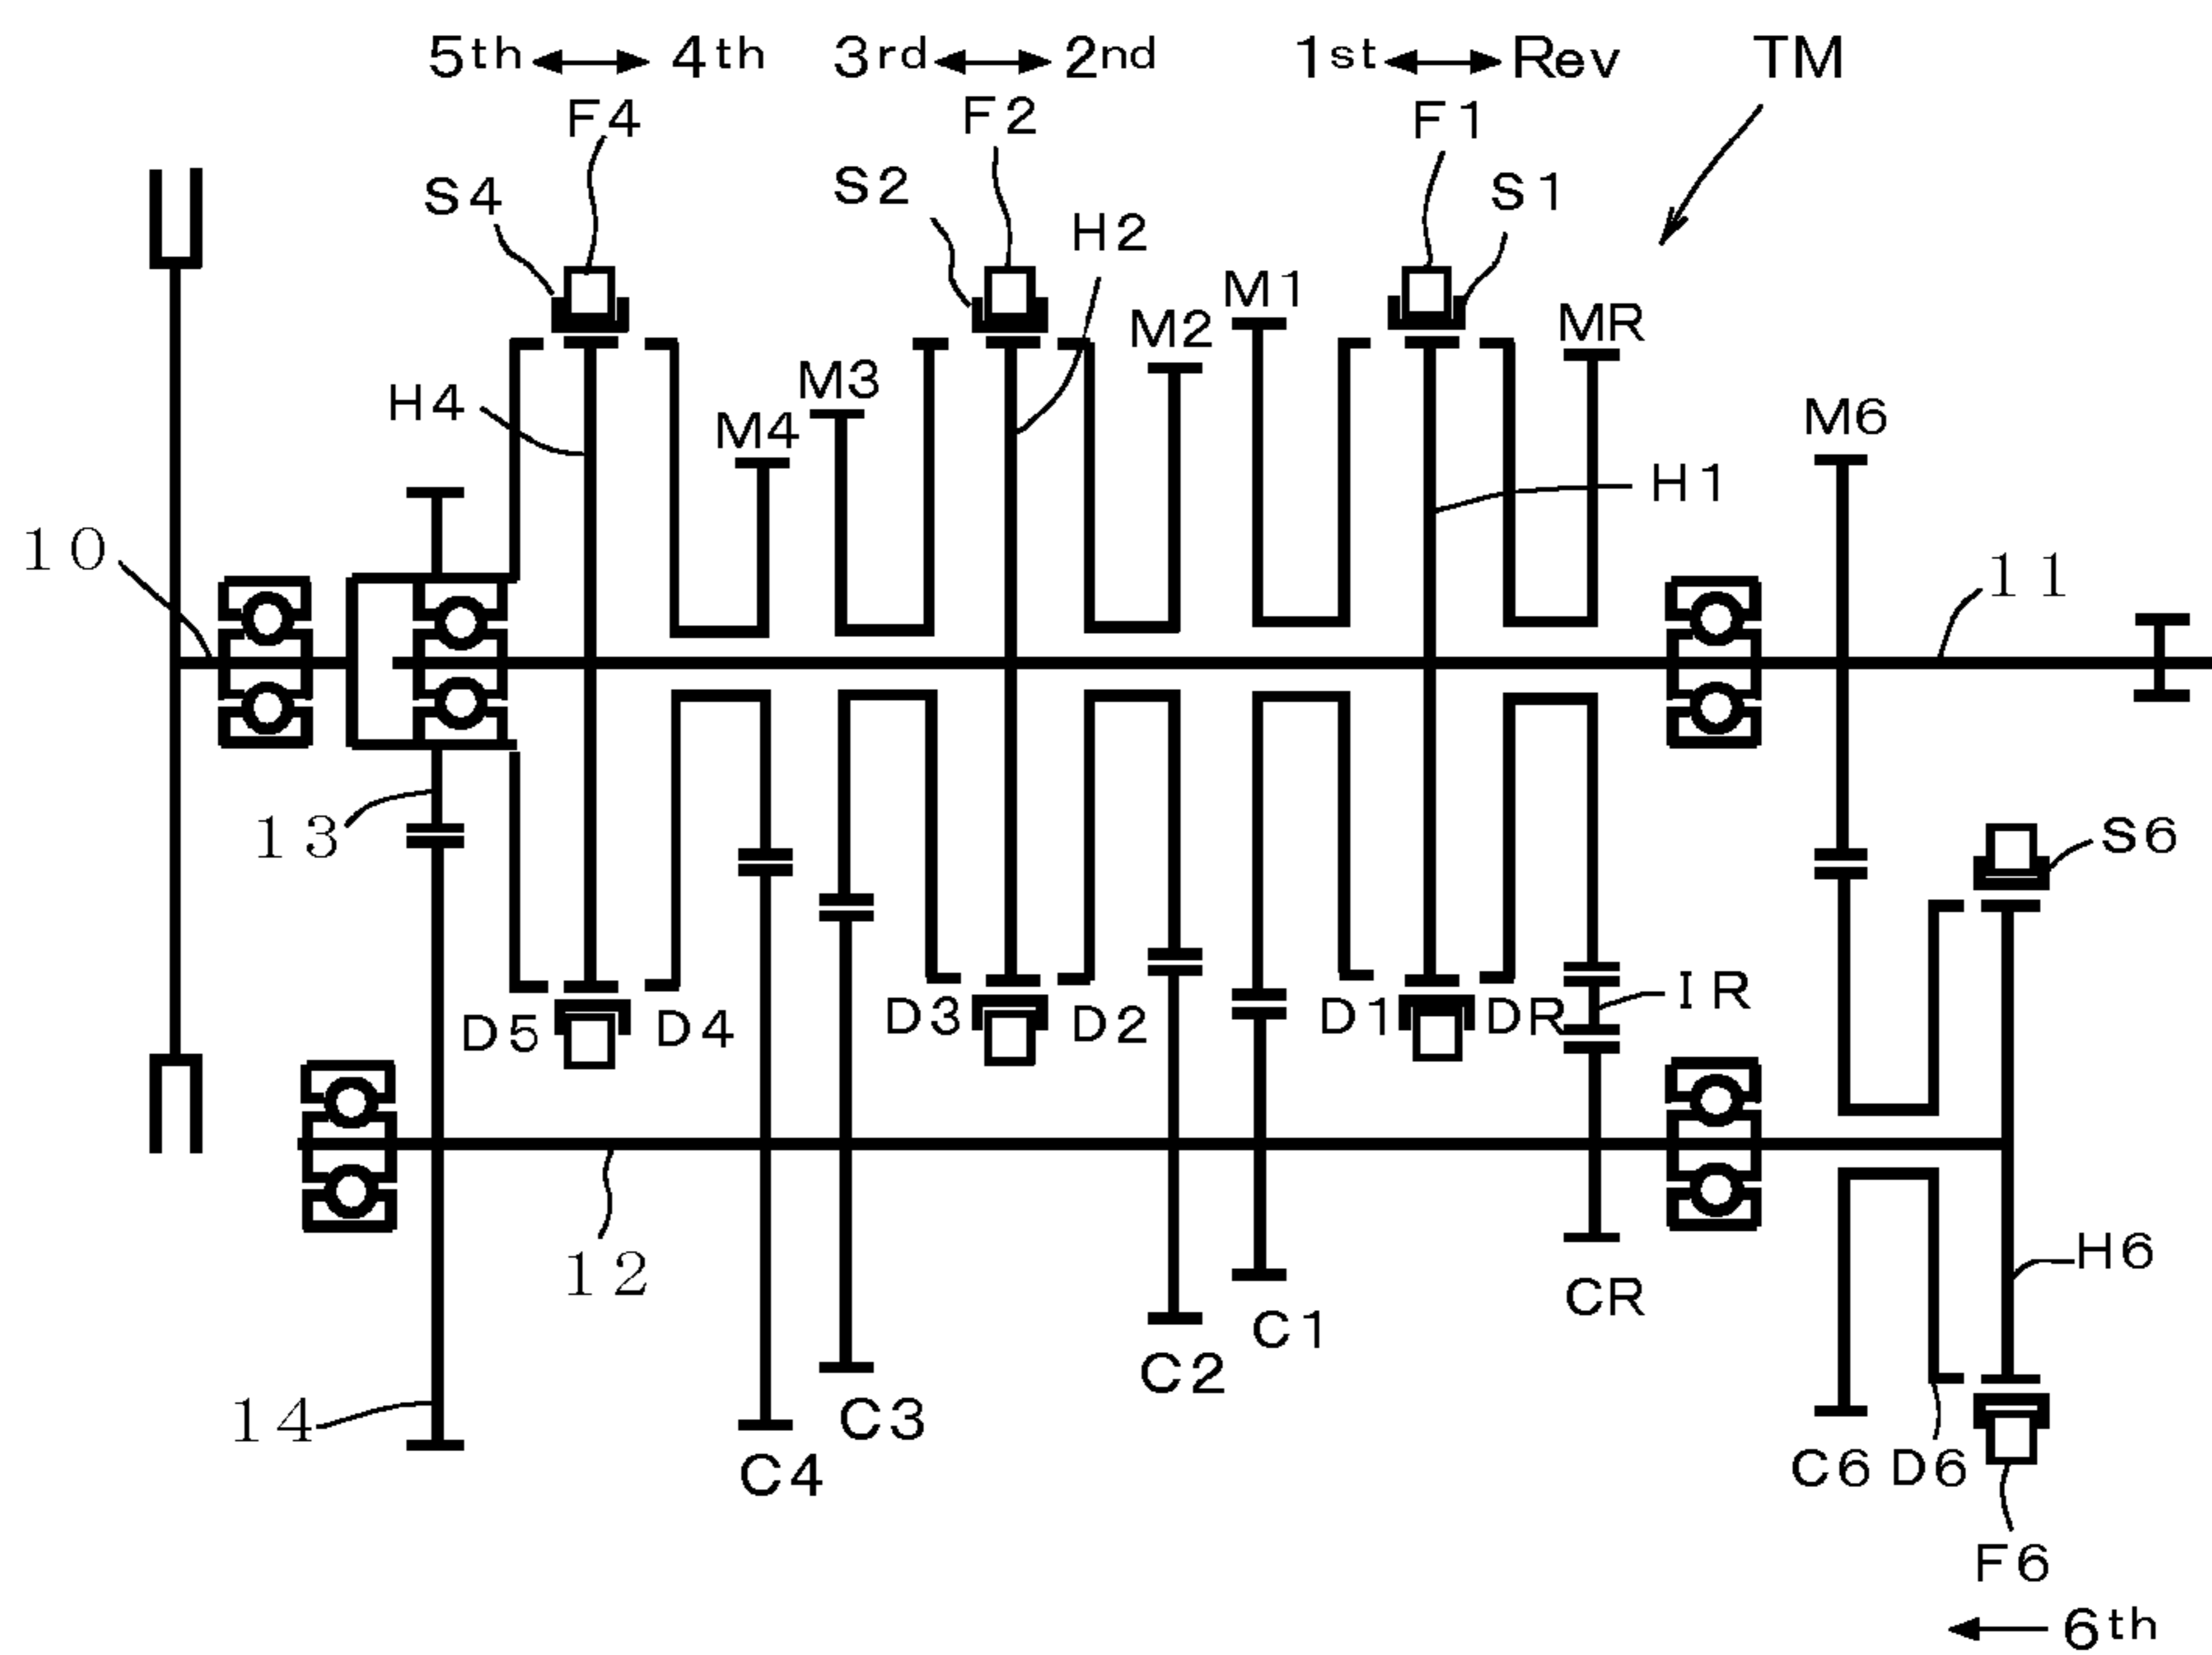 5th 4th 3rd 2nd 1st Rev TM
F4 F2 F1
S4 S2 S1
H2
M1
M2 MR
M3
H4 M4 M6
H1
10 11
13 S6
D5 D4 D3 D2 D1 DR IR
12 H6
CR
C1
C2
14 C3
C4 C6 D6
F6
6th